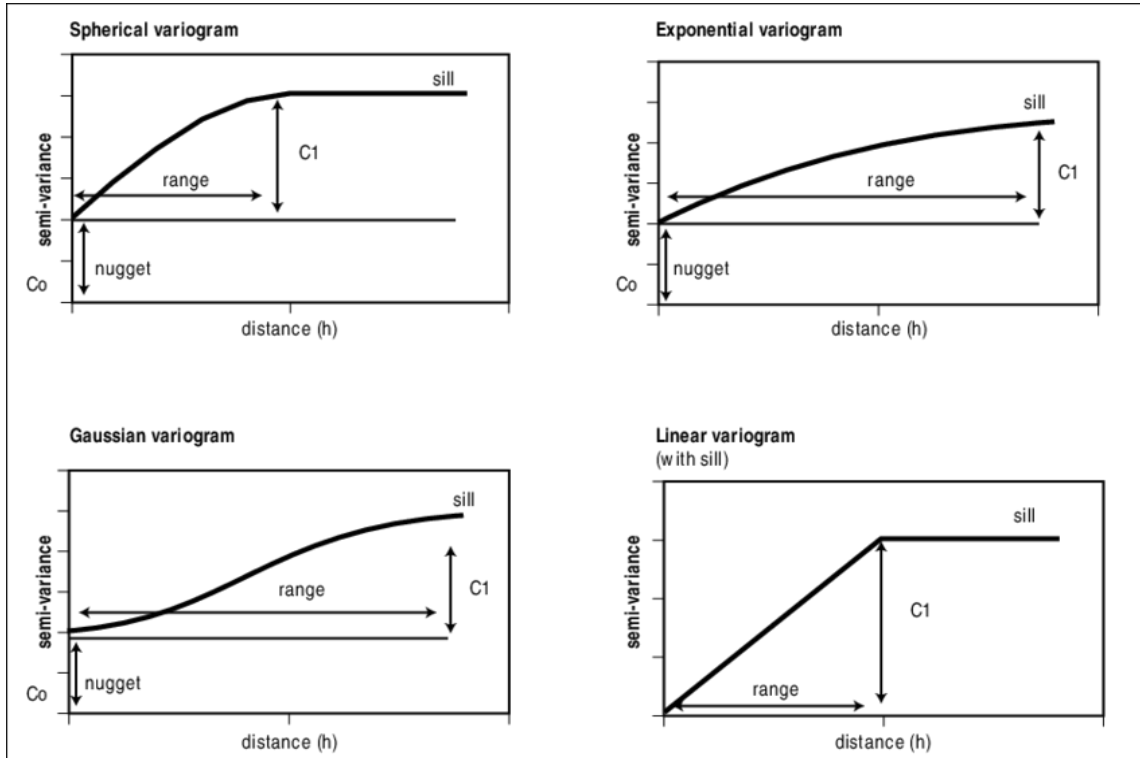 Spherical variogram
sill
C1
range
semi-variance
nugget
Co
distance (h)
Exponential variogram
sill
C1
range
semi-variance
nugget
Co
distance (h)
Gaussian variogram
sill
C1
range
semi-variance
nugget
Co
distance (h)
Linear variogram
(with sill)
sill
C1
semi-variance
range
distance (h)